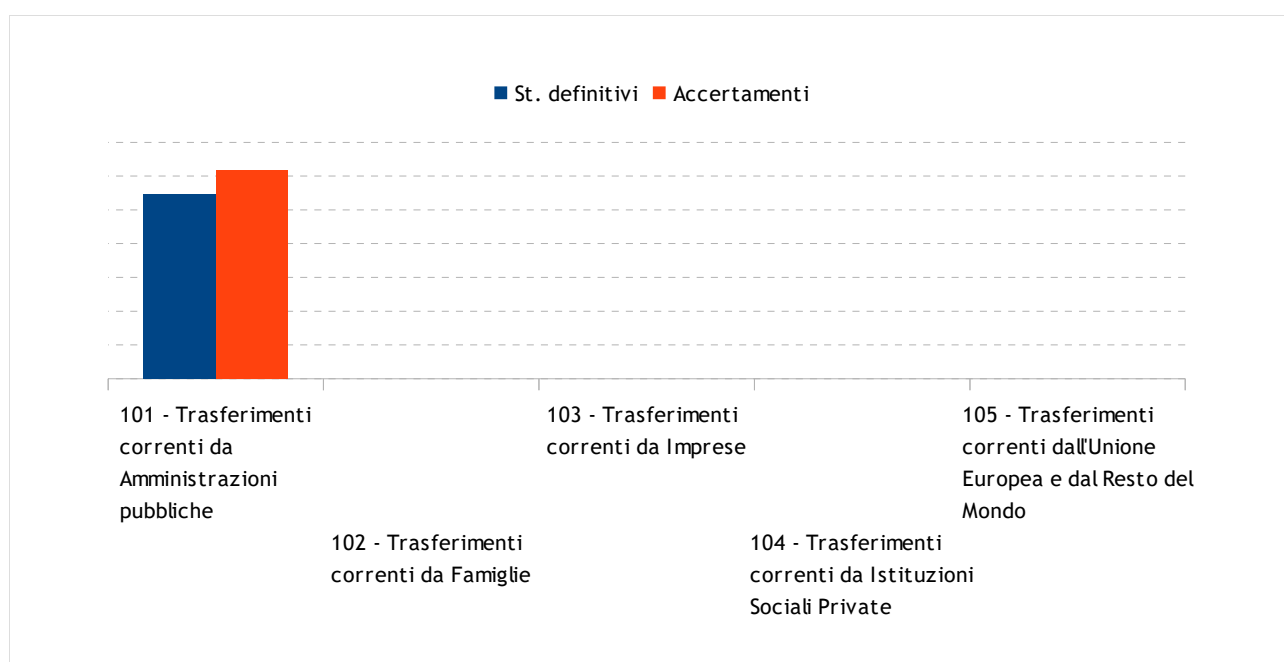 St. definitivi Accertamenti
101 - Trasferimenti
correnti da
Amministrazioni
pubbliche
102 - Trasferimenti
correnti da Famiglie
103 - Trasferimenti
correnti da Imprese
104 - Trasferimenti
correnti da Istituzioni
Sociali Private
105 - Trasferimenti
correnti dall'Unione
Europea e dal Resto del
Mondo